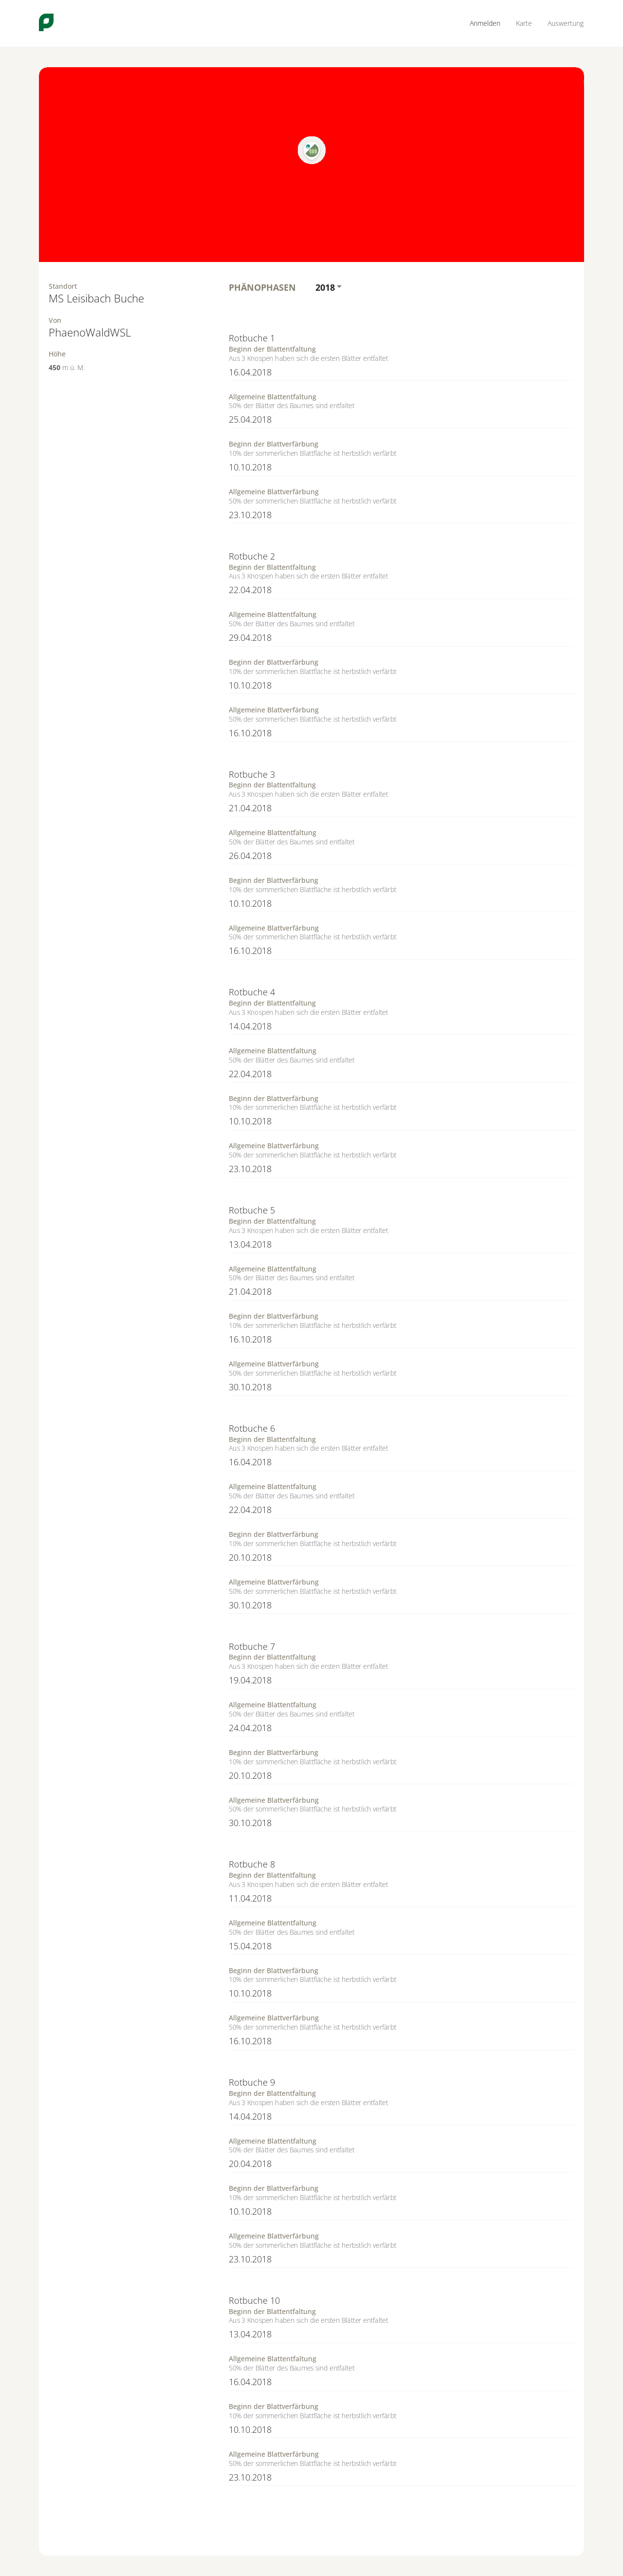 Anmelden Karte Auswertung
Standort
MS Leisibach Buche
Von
PhaenoWaldWSL
Höhe
450 m ü. M.
PHÄNOPHASEN 2018
Rotbuche 1
Beginn der Blattentfaltung
Aus 3 Knospen haben sich die ersten Blätter entfaltet
16.04.2018
Allgemeine Blattentfaltung
50% der Blätter des Baumes sind entfaltet
25.04.2018
Beginn der Blattverfärbung
10% der sommerlichen Blattfläche ist herbstlich verfärbt
10.10.2018
Allgemeine Blattverfärbung
50% der sommerlichen Blattfläche ist herbstlich verfärbt
23.10.2018
Rotbuche 2
Beginn der Blattentfaltung
Aus 3 Knospen haben sich die ersten Blätter entfaltet
22.04.2018
Allgemeine Blattentfaltung
50% der Blätter des Baumes sind entfaltet
29.04.2018
Beginn der Blattverfärbung
10% der sommerlichen Blattfläche ist herbstlich verfärbt
10.10.2018
Allgemeine Blattverfärbung
50% der sommerlichen Blattfläche ist herbstlich verfärbt
16.10.2018
Rotbuche 3
Beginn der Blattentfaltung
Aus 3 Knospen haben sich die ersten Blätter entfaltet
21.04.2018
Allgemeine Blattentfaltung
50% der Blätter des Baumes sind entfaltet
26.04.2018
Beginn der Blattverfärbung
10% der sommerlichen Blattfläche ist herbstlich verfärbt
10.10.2018
Allgemeine Blattverfärbung
50% der sommerlichen Blattfläche ist herbstlich verfärbt
16.10.2018
Rotbuche 4
Beginn der Blattentfaltung
Aus 3 Knospen haben sich die ersten Blätter entfaltet
14.04.2018
Allgemeine Blattentfaltung
50% der Blätter des Baumes sind entfaltet
22.04.2018
Beginn der Blattverfärbung
10% der sommerlichen Blattfläche ist herbstlich verfärbt
10.10.2018
Allgemeine Blattverfärbung
50% der sommerlichen Blattfläche ist herbstlich verfärbt
23.10.2018
Rotbuche 5
Beginn der Blattentfaltung
Aus 3 Knospen haben sich die ersten Blätter entfaltet
13.04.2018
Allgemeine Blattentfaltung
50% der Blätter des Baumes sind entfaltet
21.04.2018
Beginn der Blattverfärbung
10% der sommerlichen Blattfläche ist herbstlich verfärbt
16.10.2018
Allgemeine Blattverfärbung
50% der sommerlichen Blattfläche ist herbstlich verfärbt
30.10.2018
Rotbuche 6
Beginn der Blattentfaltung
Aus 3 Knospen haben sich die ersten Blätter entfaltet
16.04.2018
Allgemeine Blattentfaltung
50% der Blätter des Baumes sind entfaltet
22.04.2018
Beginn der Blattverfärbung
10% der sommerlichen Blattfläche ist herbstlich verfärbt
20.10.2018
Allgemeine Blattverfärbung
50% der sommerlichen Blattfläche ist herbstlich verfärbt
30.10.2018
Rotbuche 7
Beginn der Blattentfaltung
Aus 3 Knospen haben sich die ersten Blätter entfaltet
19.04.2018
Allgemeine Blattentfaltung
50% der Blätter des Baumes sind entfaltet
24.04.2018
Beginn der Blattverfärbung
10% der sommerlichen Blattfläche ist herbstlich verfärbt
20.10.2018
Allgemeine Blattverfärbung
50% der sommerlichen Blattfläche ist herbstlich verfärbt
30.10.2018
Rotbuche 8
Beginn der Blattentfaltung
Aus 3 Knospen haben sich die ersten Blätter entfaltet
11.04.2018
Allgemeine Blattentfaltung
50% der Blätter des Baumes sind entfaltet
15.04.2018
Beginn der Blattverfärbung
10% der sommerlichen Blattfläche ist herbstlich verfärbt
10.10.2018
Allgemeine Blattverfärbung
50% der sommerlichen Blattfläche ist herbstlich verfärbt
16.10.2018
Rotbuche 9
Beginn der Blattentfaltung
Aus 3 Knospen haben sich die ersten Blätter entfaltet
14.04.2018
Allgemeine Blattentfaltung
50% der Blätter des Baumes sind entfaltet
20.04.2018
Beginn der Blattverfärbung
10% der sommerlichen Blattfläche ist herbstlich verfärbt
10.10.2018
Allgemeine Blattverfärbung
50% der sommerlichen Blattfläche ist herbstlich verfärbt
23.10.2018
Rotbuche 10
Beginn der Blattentfaltung
Aus 3 Knospen haben sich die ersten Blätter entfaltet
13.04.2018
Allgemeine Blattentfaltung
50% der Blätter des Baumes sind entfaltet
16.04.2018
Beginn der Blattverfärbung
10% der sommerlichen Blattfläche ist herbstlich verfärbt
10.10.2018
Allgemeine Blattverfärbung
50% der sommerlichen Blattfläche ist herbstlich verfärbt
23.10.2018